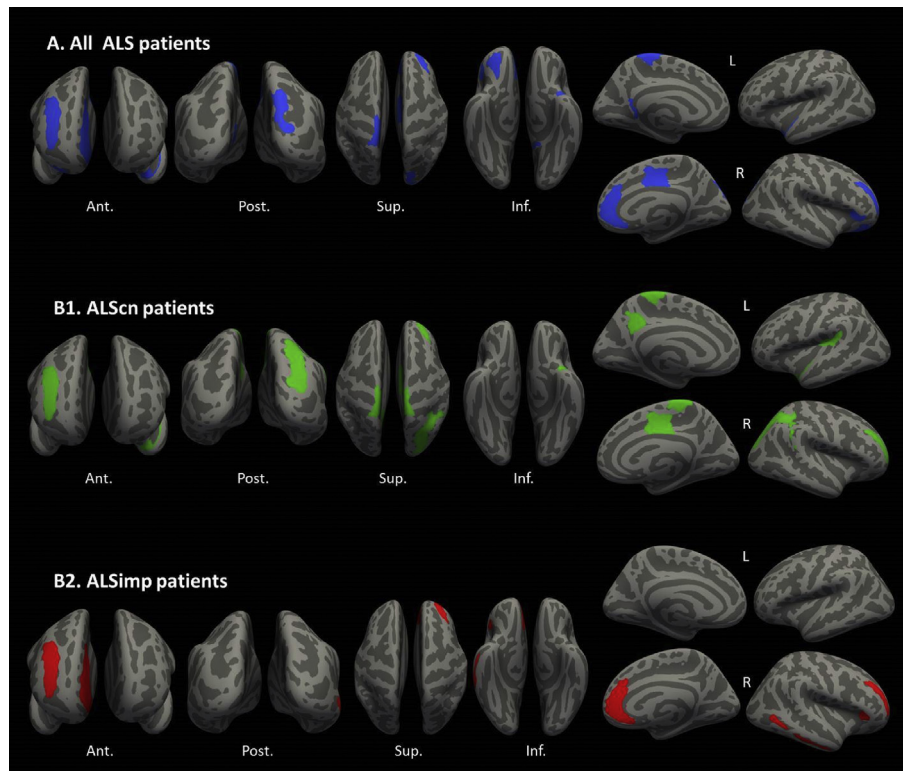 A. All ALS patients
L
R
Ant. Post. Sup. Inf.
B1. ALScn patients
L
R
Ant. Post. Sup. Inf.
B2. ALSimp patients
L
R
Ant. Post. Sup. Inf.